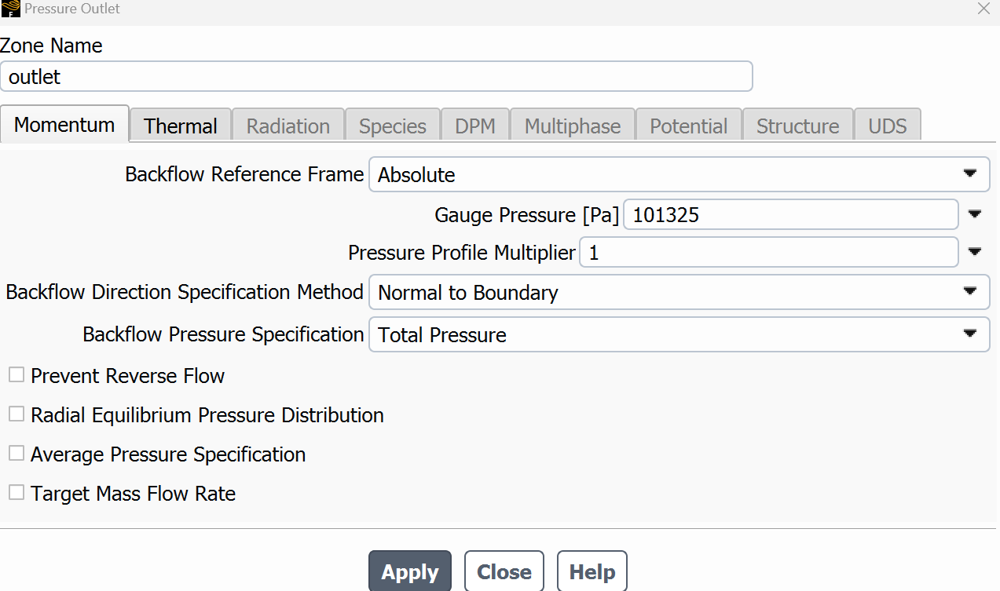 Pressure Outlet
Zone Name
outlet
Momentum Thermal Radiation Species DPM Multiphase Potential Structure UDS
Backflow Reference Frame Absolute
Gauge Pressure [Pa] 101325
Pressure Profile Multiplier 1
Backflow Direction Specification Method Normal to Boundary
Backflow Pressure Specification Total Pressure
Prevent Reverse Flow
Radial Equilibrium Pressure Distribution
Average Pressure Specification
Target Mass Flow Rate
Apply Close Help